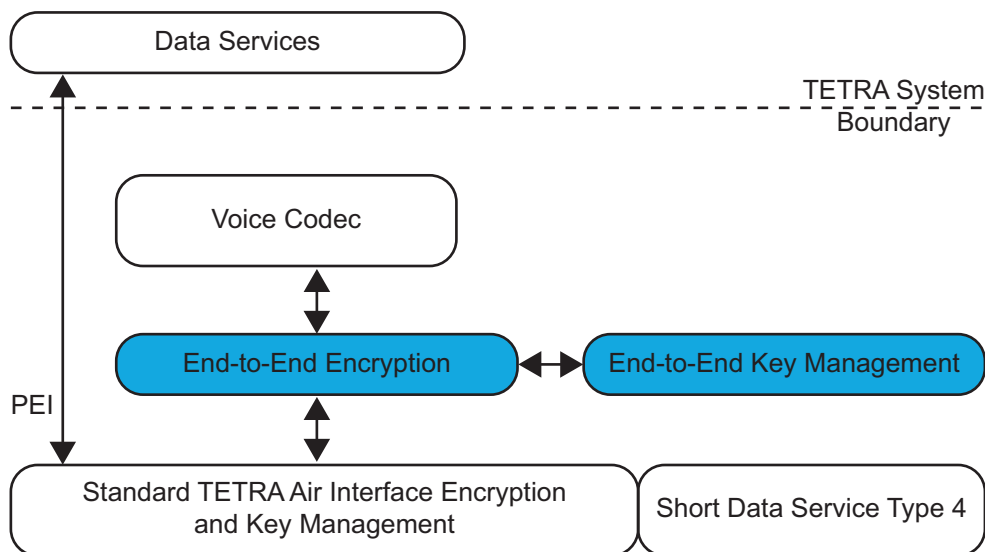 Data Services
TETRA System
Boundary
Voice Codec
End-to-End Encryption
End-to-End Key Management
PEI
Standard TETRA Air Interface Encryption
and Key Management
Short Data Service Type 4